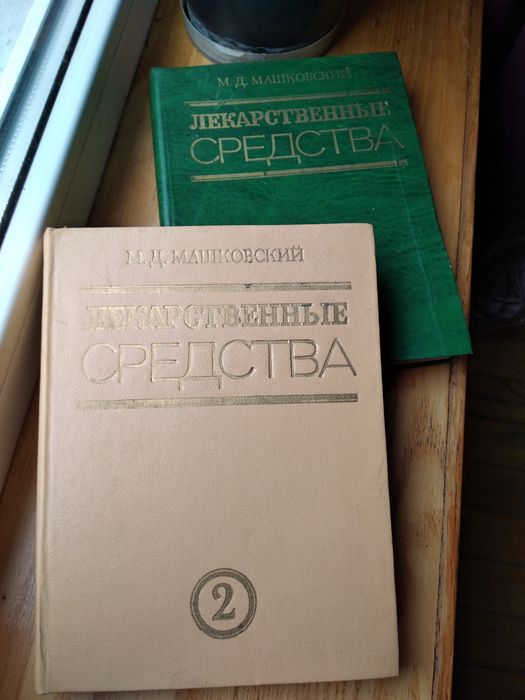 М. Д. МАШКОВСКИЙ
ЛЕКАРСТВЕННЫЕ
СРЕДСТВА
М. Д. МАШКОВСКИЙ
ЛЕКАРСТВЕННЫЕ
СРЕДСТВА
2